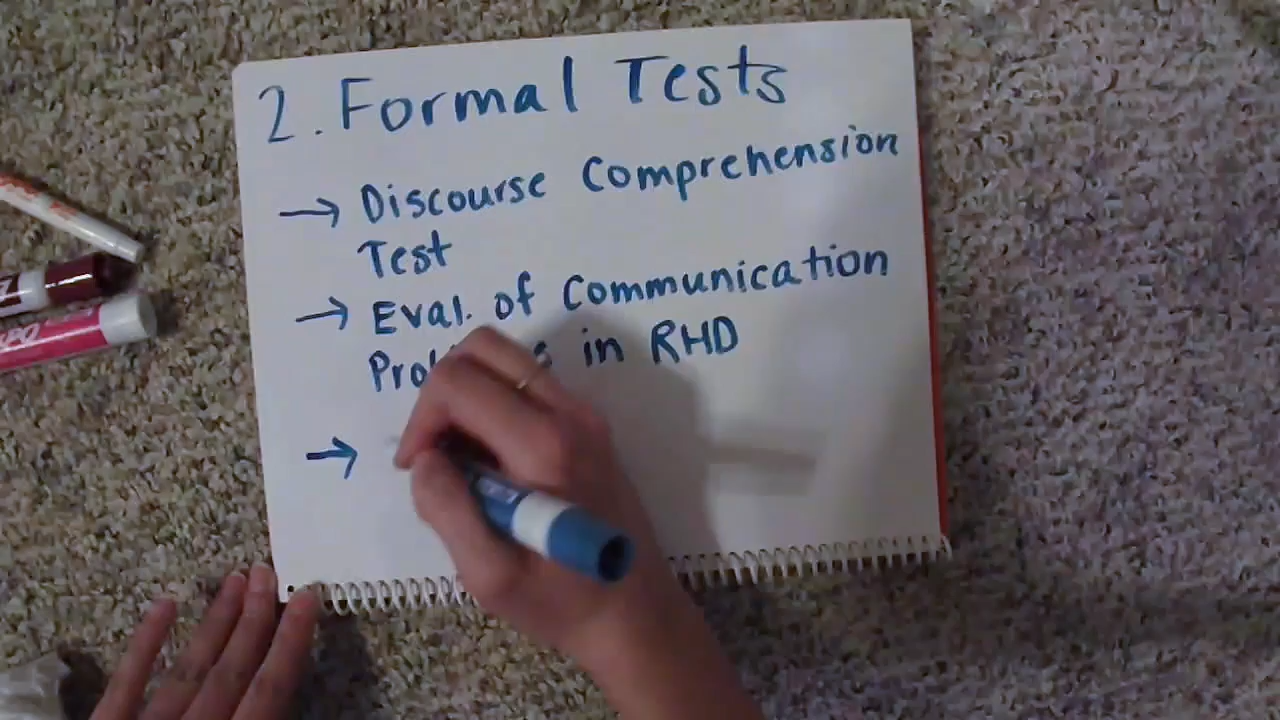 2. Formal Tests
→ Discourse Comprehension
Test
→ Eval. of Communication
in RHD
→